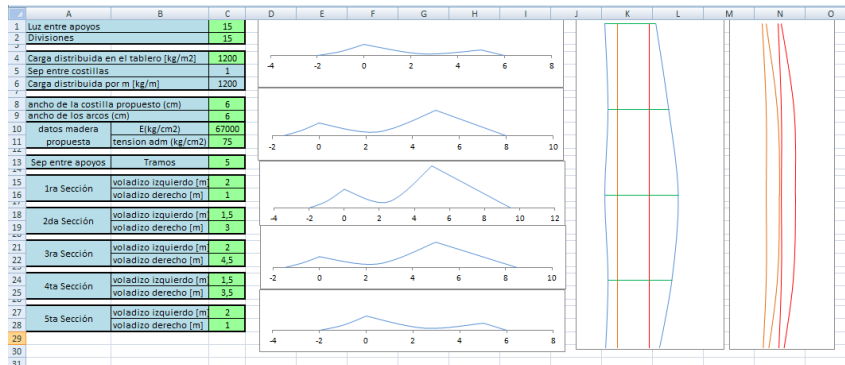 A B C D E F G H I J K L M N O
1 Luz entre apoyos 15
2 Divisiones 15
3
4 Carga distribuida en el tablero [kg/m2] 1200
5 Sep entre costillas 1
6 Carga distribuida por m [kg/m] 1200
7
8 ancho de la costilla propuesto (cm) 6
9 ancho de los arcos (cm) 6
10 datos madera E(kg/cm2) 67000
11 propuesta tension adm (kg/cm2) 75
12
13 Sep entre apoyos Tramos 5
14
15 voladizo izquierdo [m] 2
1ra Sección
16 voladizo derecho [m] 1
18 voladizo izquierdo [m] 1,5
2da Sección
19 voladizo derecho [m] 3
20
21 voladizo izquierdo [m] 2
3ra Sección
22 voladizo derecho [m] 4,5
23
24 voladizo izquierdo [m] 1,5
4ta Sección
25 voladizo derecho [m] 3,5
26
27 voladizo izquierdo [m] 2
5ta Sección
28 voladizo derecho [m] 1
29
30
31
-4 -2 0 2 4 6 8
-4 -2 0 2 4 6 8 10
-4 -2 0 2 4 6 8 10 12
-2 0 2 4 6 8 10
-4 -2 0 2 4 6 8